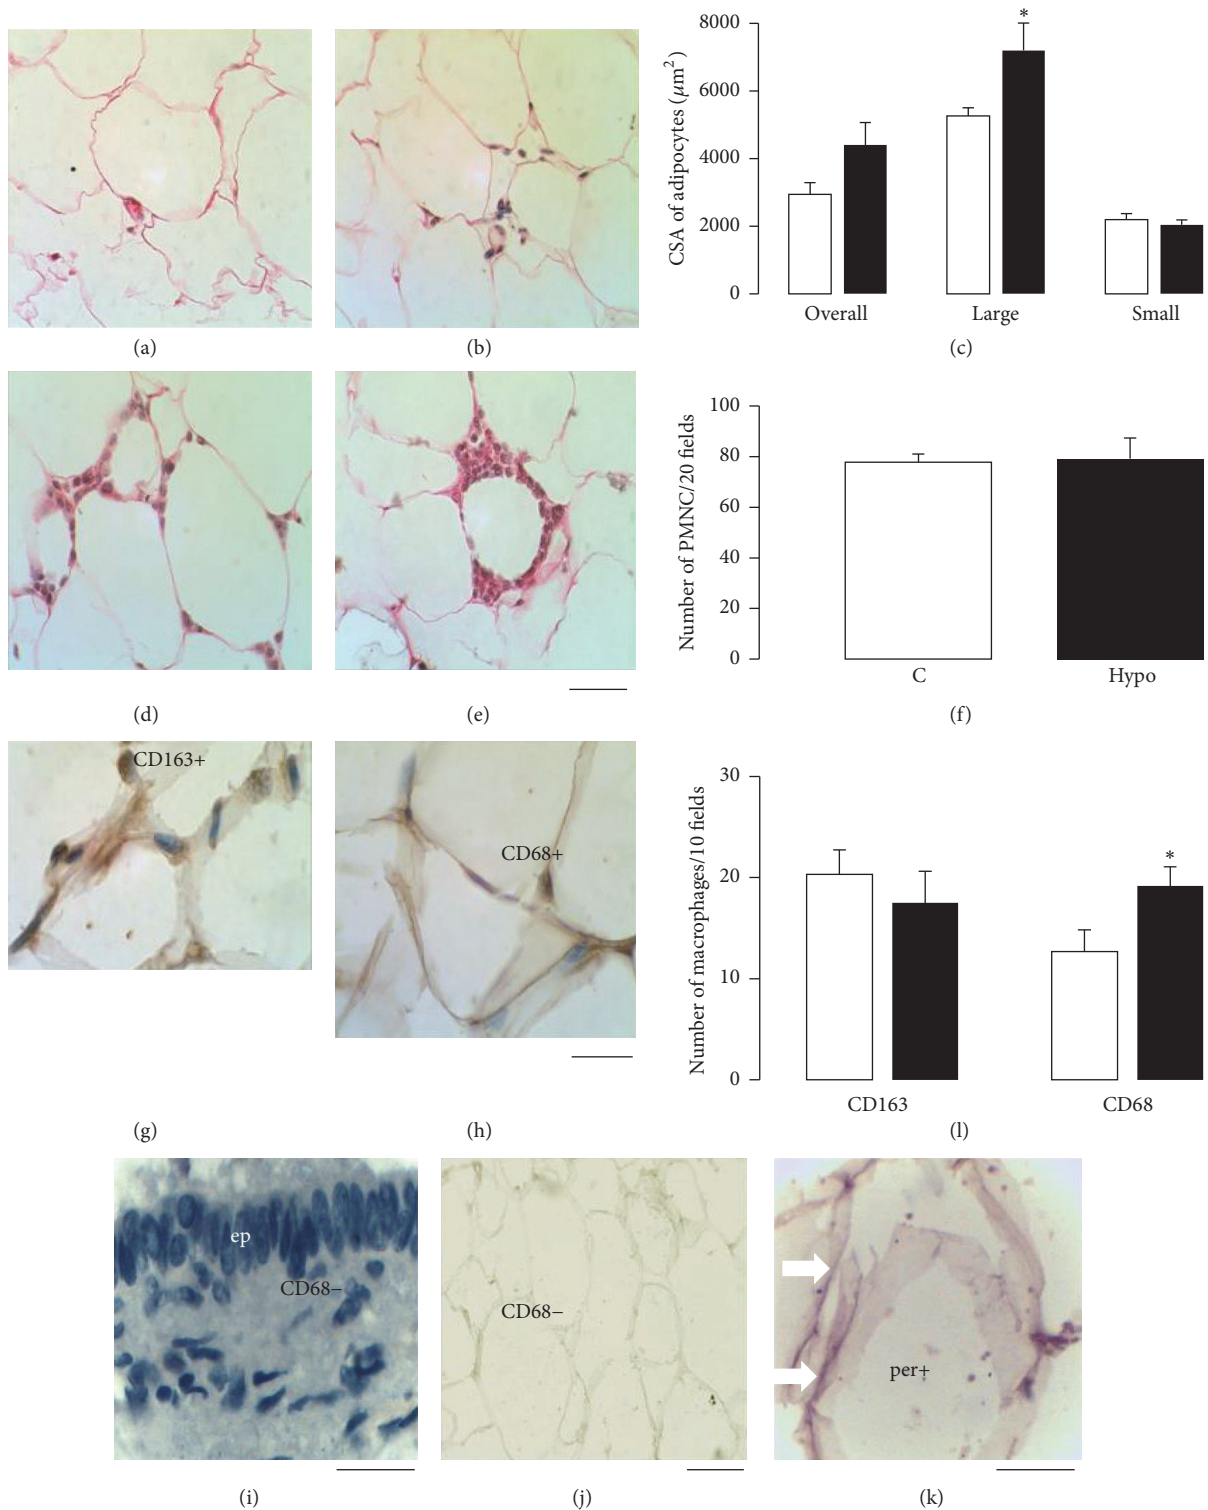 8000
6000
4000
2000
0
CSA of adipocytes (μm²)
*
Overall Large Small
(a) (b) (c)
100
80
60
40
20
0
Number of PMNC/20 fields
C Hypo
(d) (e) (f)
CD163+
CD68+
30
20
10
0
Number of macrophages/10 fields
*
CD163 CD68
(g) (h) (l)
ep
CD68−
CD68−
per+
(i) (j) (k)